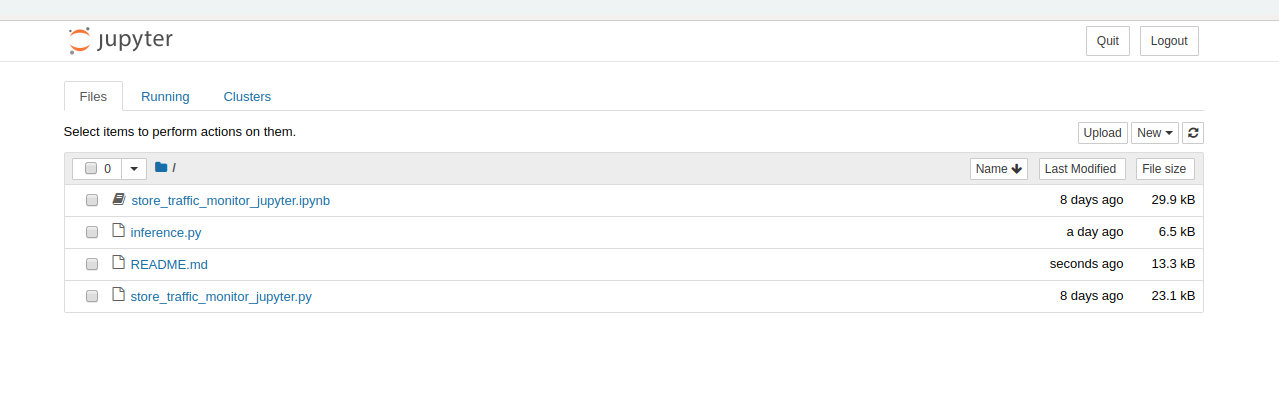 jupyter
Quit Logout
Files Running Clusters
Select items to perform actions on them.
Upload New
0 / Name Last Modified File size
store_traffic_monitor_jupyter.ipynb 8 days ago 29.9 kB
inference.py a day ago 6.5 kB
README.md seconds ago 13.3 kB
store_traffic_monitor_jupyter.py 8 days ago 23.1 kB